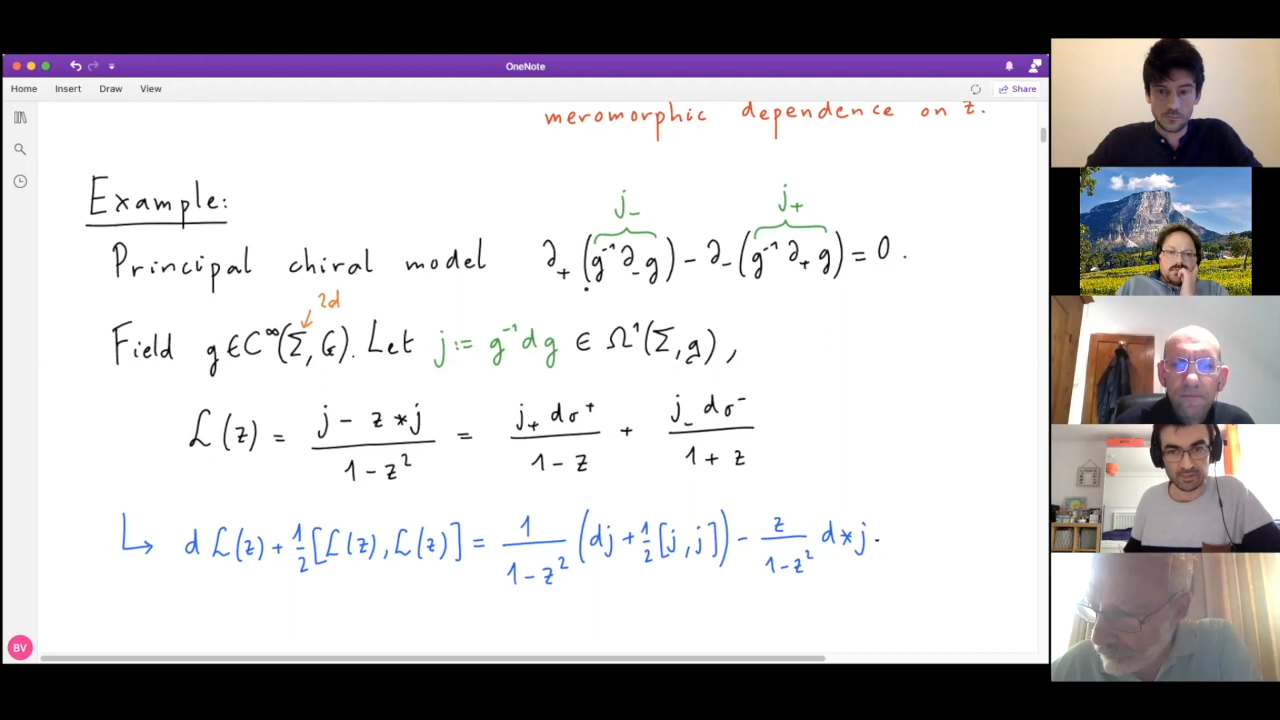 OneNote
Home Insert Draw View Share
meromorphic dependence on z.
Example:
j₋ j₊
Principal chiral model ∂₊(g⁻¹∂₋g) − ∂₋(g⁻¹∂₊g) = 0.
2d
Field g∈C^∞(Σ, G). Let j := g⁻¹dg ∈ Ω¹(Σ, g),
ℒ(z) = (j − z*j)/(1−z²) = (j₊ dσ⁺)/(1−z) + (j₋ dσ⁻)/(1+z)
↳ dℒ(z) + ½[ℒ(z), ℒ(z)] = 1/(1−z²) (dj + ½[j, j]) − z/(1−z²) d*j.
BV